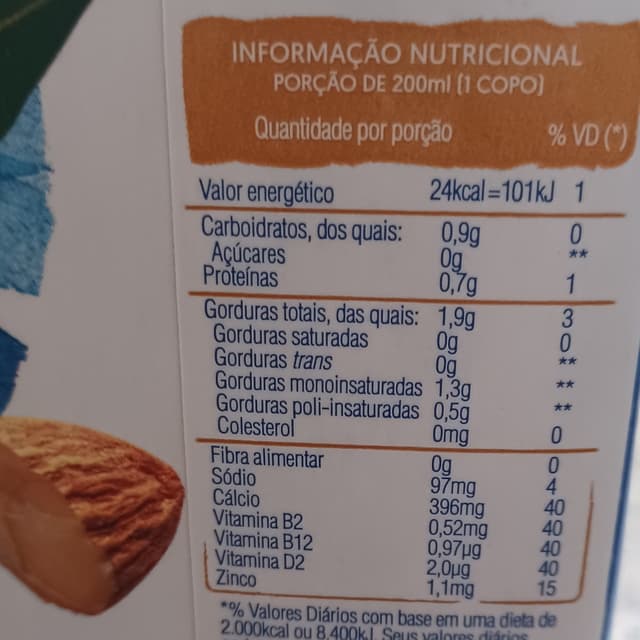 INFORMAÇÃO NUTRICIONAL
PORÇÃO DE 200ml (1 COPO)
Quantidade por porção % VD (*)
Valor energético 24kcal=101kJ 1
Carboidratos, dos quais: 0,9g 0
Açúcares 0g **
Proteínas 0,7g 1
Gorduras totais, das quais: 1,9g 3
Gorduras saturadas 0g 0
Gorduras trans 0g **
Gorduras monoinsaturadas 1,3g **
Gorduras poli-insaturadas 0,5g **
Colesterol 0mg 0
Fibra alimentar 0g 0
Sódio 97mg 4
Cálcio 396mg 40
Vitamina B2 0,52mg 40
Vitamina B12 0,97µg 40
Vitamina D2 2,0µg 40
Zinco 1,1mg 15
*% Valores Diários com base em uma dieta de
2.000kcal ou 8.400kJ. Seus valores diários